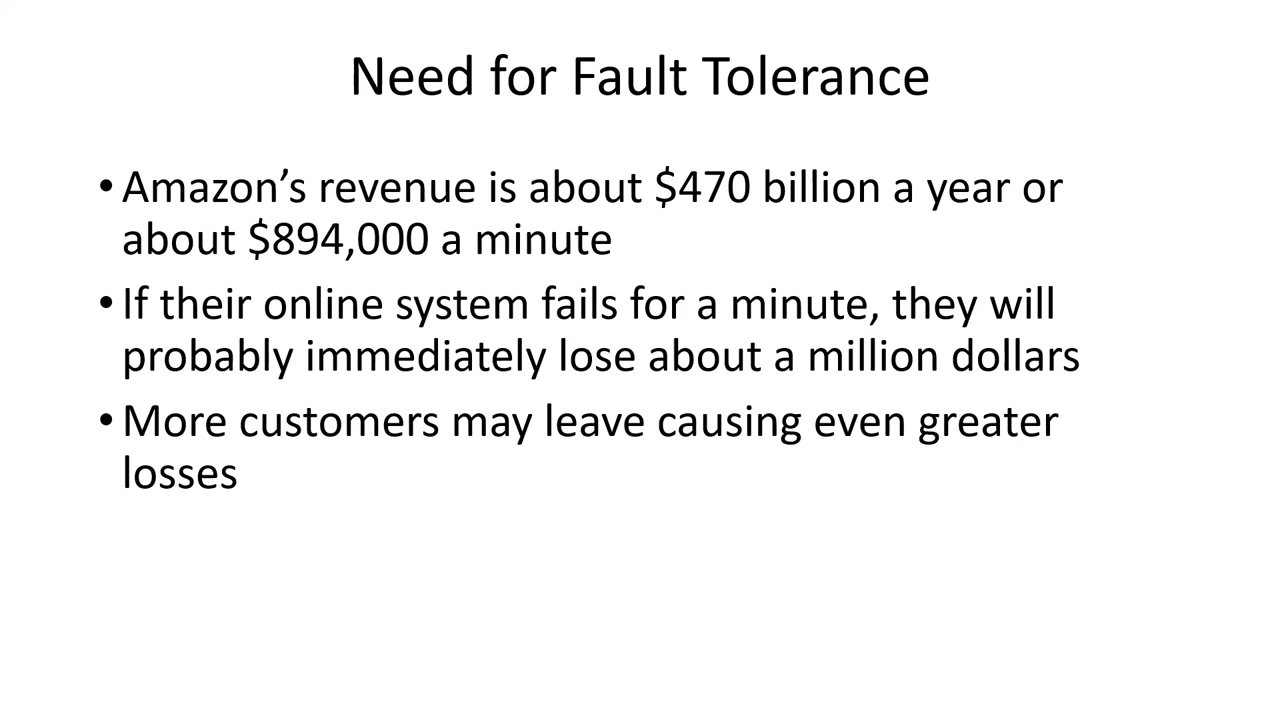 Need for Fault Tolerance
•Amazon’s revenue is about $470 billion a year or
about $894,000 a minute
•If their online system fails for a minute, they will
probably immediately lose about a million dollars
•More customers may leave causing even greater
losses